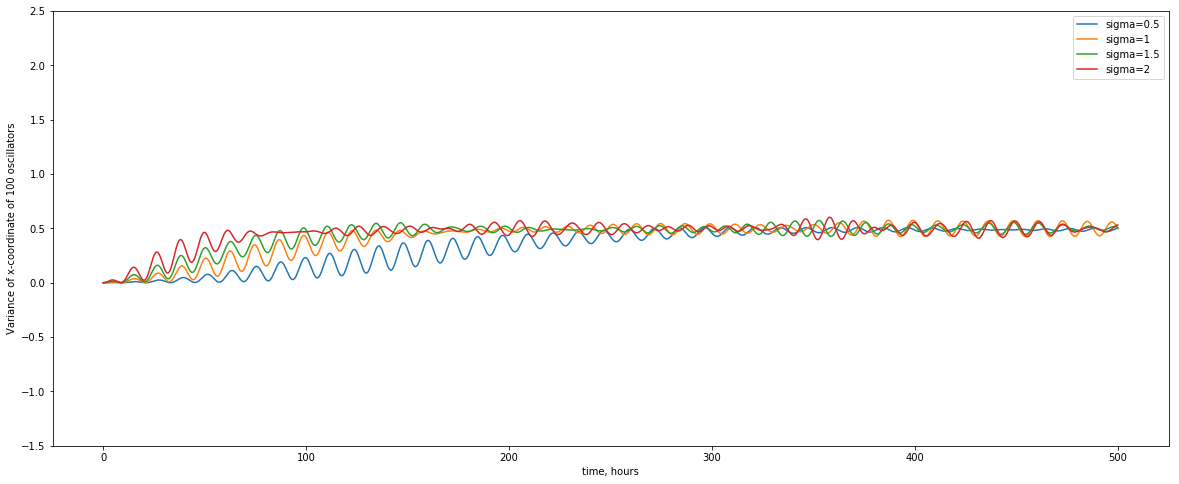 2.5
2.0
1.5
1.0
0.5
0.0
−0.5
−1.0
−1.5
Variance of x-coordinate of 100 oscillators
0
100
200
300
400
500
time, hours
sigma=0.5
sigma=1
sigma=1.5
sigma=2